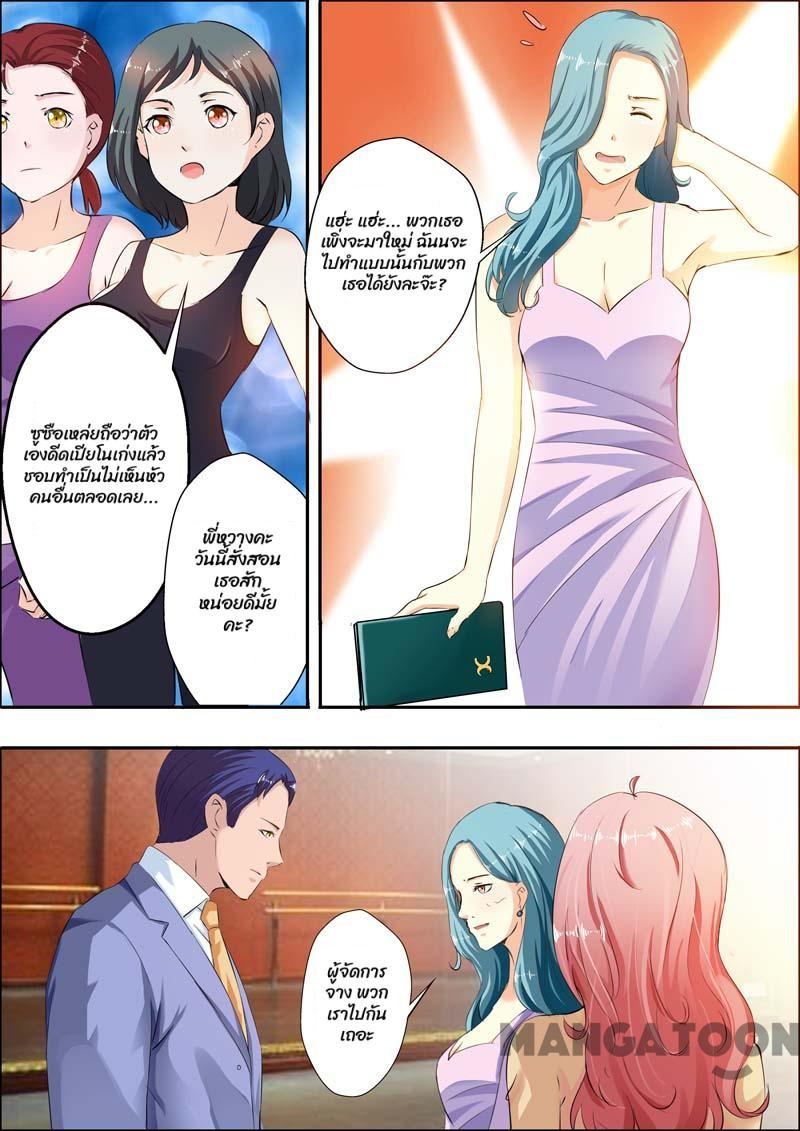 ซูซือเหล่ยถือว่าตัว
เองดีดเปียโนเก่งแล้ว
ชอบทำเป็นไม่เห็นหัว
คนอื่นตลอดเลย...
พี่หวางคะ
วันนี้สั่งสอน
เธอสัก
หน่อยดีมั้ย
คะ?
แฮ่ะ แฮ่ะ... พวกเธอ
เพิ่งจะมาใหม่ ฉันนจะ
ไปทำแบบนั้นกับพวก
เธอได้ยังละจ๊ะ?
ผู้จัดการ
จาง พวก
เราไปกัน
เถอะ
MANGATOON